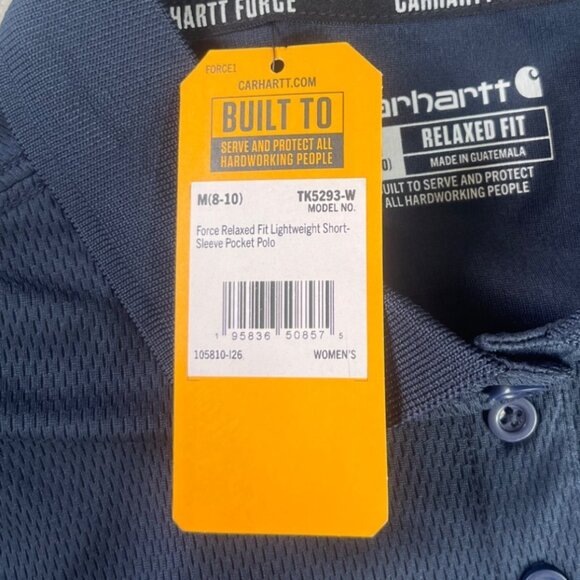 HARTT FORCE
CARHARTT
FORCE1
CARHARTT.COM
BUILT TO
SERVE AND PROTECT ALL
HARDWORKING PEOPLE
M(8-10)
TK5293-W
MODEL NO.
Force Relaxed Fit Lightweight Short-
Sleeve Pocket Polo
1 95836 50857 5
105810-I26
WOMEN'S
arhartt
0)
RELAXED FIT
MADE IN GUATEMALA
UILT TO SERVE AND PROTECT
ALL HARDWORKING PEOPLE